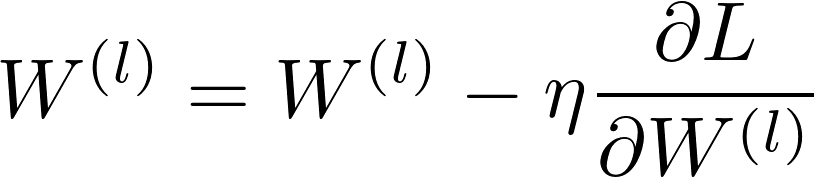 W^{(l)} = W^{(l)} - \eta \frac{\partial L}{\partial W^{(l)}}